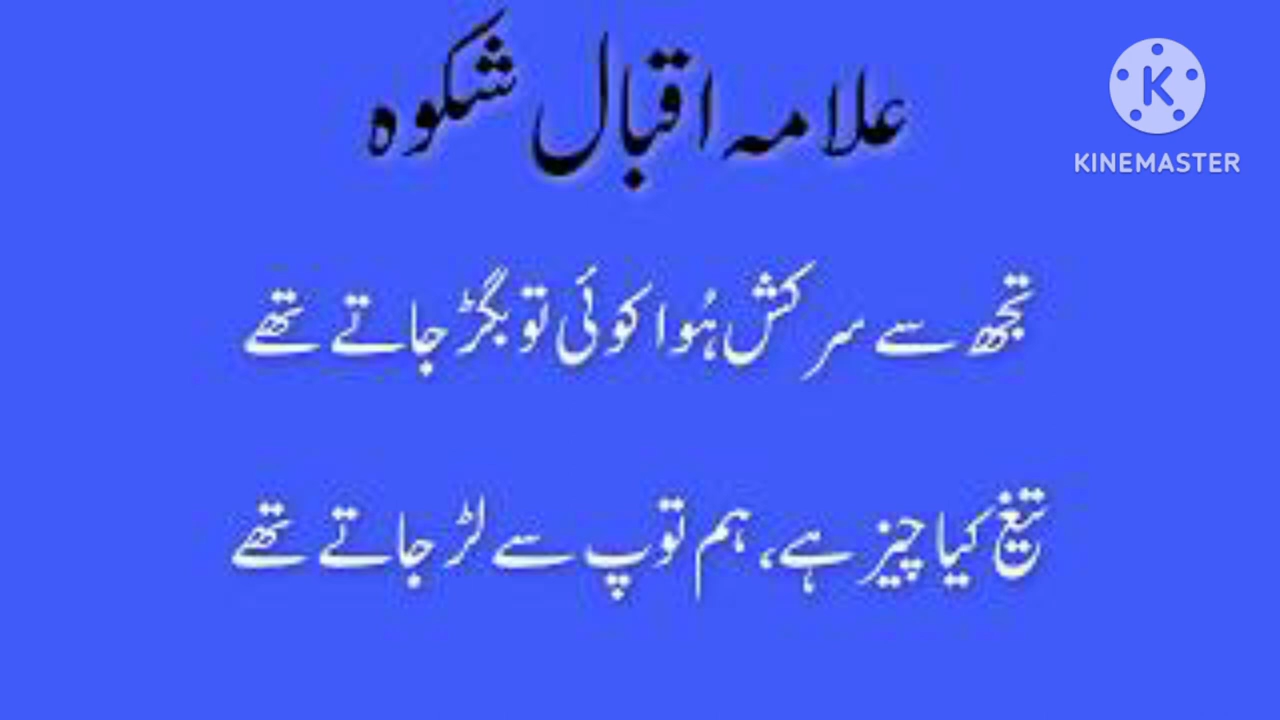 علامہ اقبال شکوہ
KINEMASTER
تجھ سے سرکش ہُوا کوئی تو بگڑ جاتے تھے
تیغ کیا چیز ہے، ہم توپ سے لڑ جاتے تھے